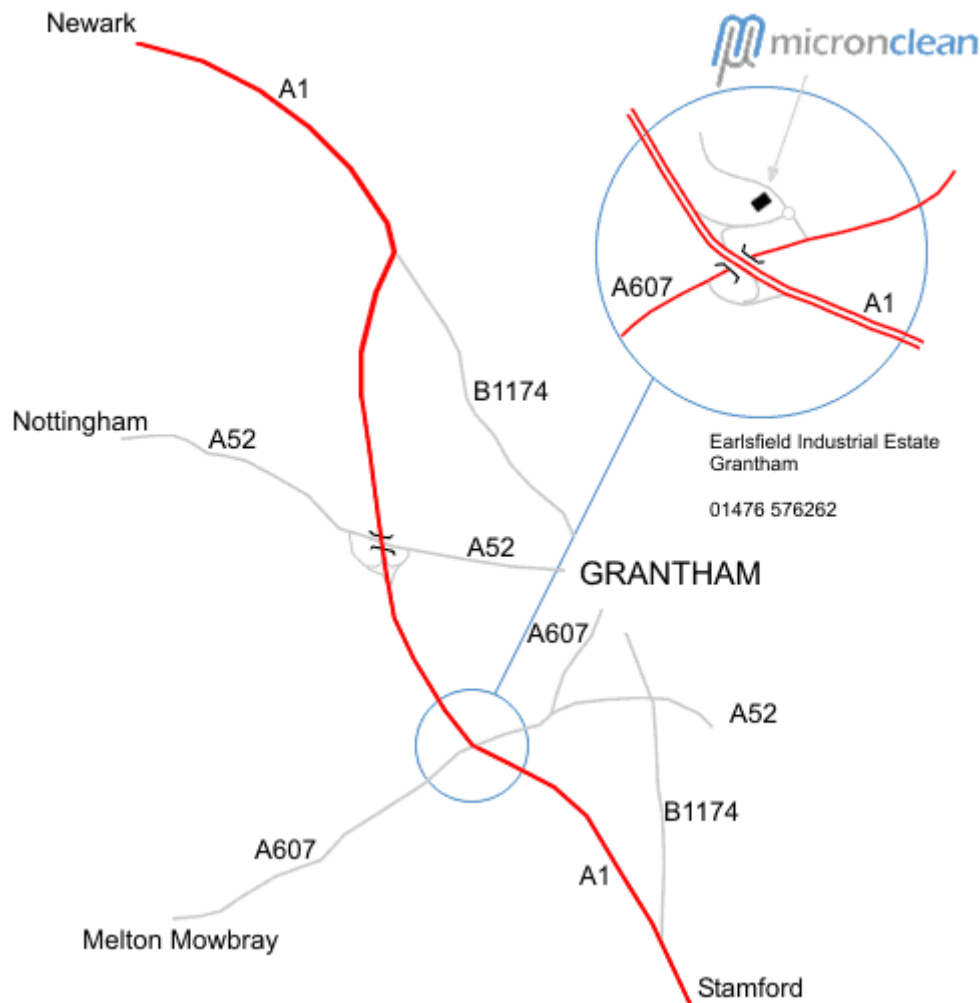 Newark
micronclean
A1
A607
A1
B1174
Nottingham
A52
Earlsfield Industrial Estate
Grantham
01476 576262
A52
GRANTHAM
A607
A52
B1174
A607
A1
Melton Mowbray
Stamford